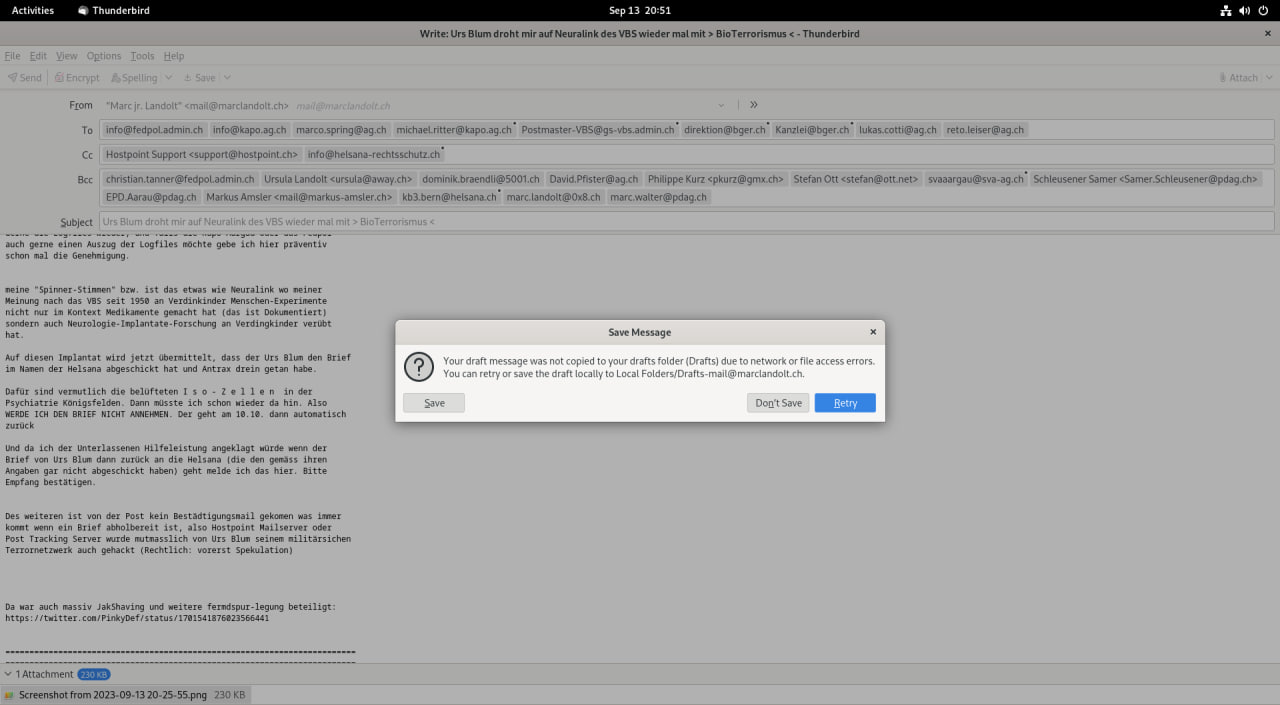 Activities Thunderbird Sep 13 20:51
Write: Urs Blum droht mir auf Neuralink des VBS wieder mal mit > BioTerrorismus < - Thunderbird ×
File Edit View Options Tools Help
Send Encrypt Spelling Save Attach
From "Marc jr. Landolt" <mail@marclandolt.ch> mail@marclandolt.ch
To info@fedpol.admin.ch info@kapo.ag.ch marco.spring@ag.ch michael.ritter@kapo.ag.ch Postmaster-VBS@gs-vbs.admin.ch direktion@bger.ch Kanzlei@bger.ch lukas.cotti@ag.ch reto.leiser@ag.ch
Cc Hostpoint Support <support@hostpoint.ch> info@helsana-rechtsschutz.ch
Bcc christian.tanner@fedpol.admin.ch Ursula Landolt <ursula@away.ch> dominik.braendli@5001.ch David.Pfister@ag.ch Philippe Kurz <pkurz@gmx.ch> Stefan Ott <stefan@ott.net> svaaargau@sva-ag.ch Schleusener Samer <Samer.Schleusener@pdag.ch>
EPD.Aarau@pdag.ch Markus Amsler <mail@markus-amsler.ch> kb3.bern@helsana.ch marc.landolt@0x8.ch marc.walter@pdag.ch
Subject Urs Blum droht mir auf Neuralink des VBS wieder mal mit > BioTerrorismus <
auch gerne einen Auszug der Logfiles möchte gebe ich hier präventiv
schon mal die Genehmigung.
meine "Spinner-Stimmen" bzw. ist das etwas wie Neuralink wo meiner
Meinung nach das VBS seit 1950 an Verdinkinder Menschen-Experimente
nicht nur im Kontext Medikamente gemacht hat (das ist Dokumentiert)
sondern auch Neurologie-Implantate-Forschung an Verdingkinder verübt
hat.
Auf diesen Implantat wird jetzt übermittelt, dass der Urs Blum den Brief
im Namen der Helsana abgeschickt hat und Antrax drein getan habe.
Dafür sind vermutlich die belüfteten I s o - Z e l l e n in der
Psychiatrie Königsfelden. Dann müsste ich schon wieder da hin. Also
WERDE ICH DEN BRIEF NICHT ANNEHMEN. Der geht am 10.10. dann automatisch
zurück
Und da ich der Unterlassenen Hilfeleistung angeklagt würde wenn der
Brief von Urs Blum dann zurück an die Helsana (die den gemäss ihren
Angaben gar nicht abgeschickt haben) geht melde ich das hier. Bitte
Empfang bestätigen.
Des weiteren ist von der Post kein Bestädtigungsmail gekomen was immer
kommt wenn ein Brief abholbereit ist, also Hostpoint Mailserver oder
Post Tracking Server wurde mutmasslich von Urs Blum seinem militärsichen
Terrornetzwerk auch gehackt (Rechtlich: vorerst Spekulation)
Da war auch massiv JakShaving und weitere fermdspur-legung beteiligt:
https://twitter.com/PinkyDef/status/1701541876023566441
Save Message ×
Your draft message was not copied to your drafts folder (Drafts) due to network or file access errors.
You can retry or save the draft locally to Local Folders/Drafts-mail@marclandolt.ch.
Save Don't Save Retry
1 Attachment 230 KB
Screenshot from 2023-09-13 20-25-55.png 230 KB